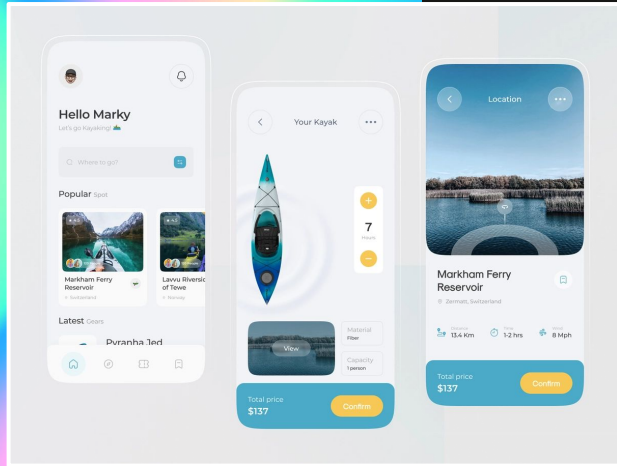 Hello Marky
Let's go Kayaking!
Where to go?
Popular Spot
Markham Ferry
Reservoir
Switzerland
Lavvu Riversid
of Tewe
Norway
Latest Gears
Pyranha Jed
Your Kayak
7
Hours
View
Material
Fiber
Capacity
1 person
Total price
$137
Confirm
Location
Markham Ferry
Reservoir
Zarmatt, Switzerland
Distance
13.4 Km
Time
1-2 hrs
Wind
8 Mph
Total price
$137
Confirm